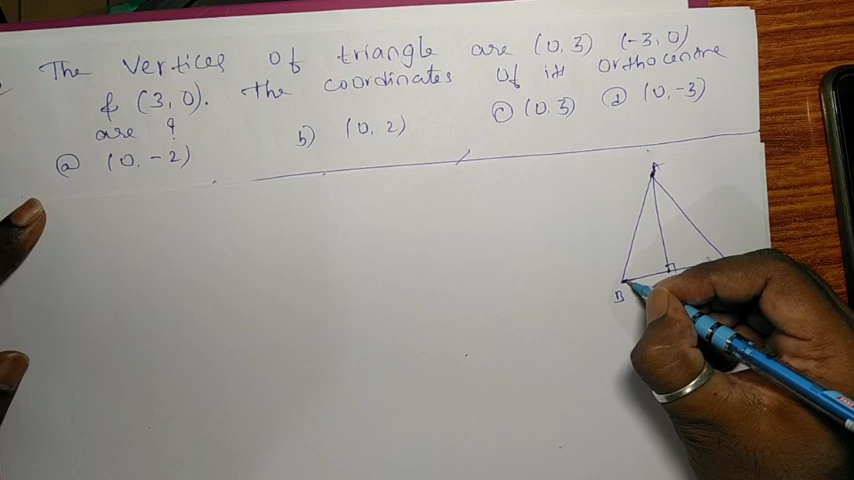 The vertices of triangle are (0,3) (-3,0)
& (3,0). The coordinates of it orthocentre
are ?
ⓐ (0,-2) b) (0,2) ⓒ (0,3) ⓓ (0,-3)
A
B